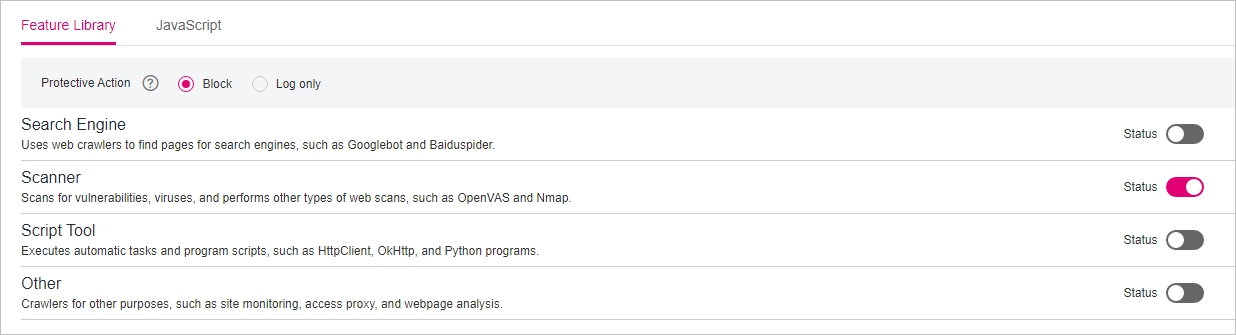 Feature Library JavaScript
Protective Action ? Block Log only
Search Engine
Uses web crawlers to find pages for search engines, such as Googlebot and Baiduspider.
Status
Scanner
Scans for vulnerabilities, viruses, and performs other types of web scans, such as OpenVAS and Nmap.
Status
Script Tool
Executes automatic tasks and program scripts, such as HttpClient, OkHttp, and Python programs.
Status
Other
Crawlers for other purposes, such as site monitoring, access proxy, and webpage analysis.
Status